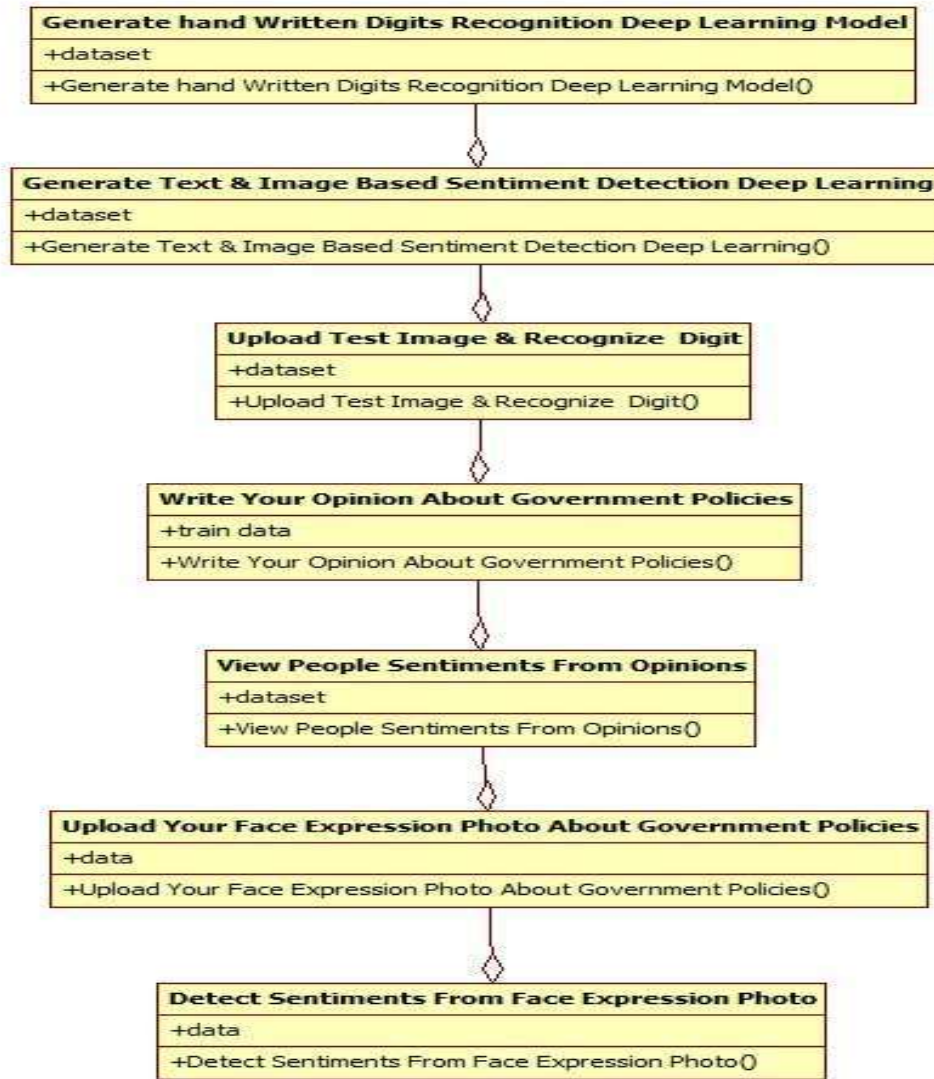 Generate hand Written Digits Recognition Deep Learning Model
+dataset
+Generate hand Written Digits Recognition Deep Learning Model()
Generate Text & Image Based Sentiment Detection Deep Learning
+dataset
+Generate Text & Image Based Sentiment Detection Deep Learning()
Upload Test Image & Recognize Digit
+dataset
+Upload Test Image & Recognize Digit()
Write Your Opinion About Government Policies
+train data
+Write Your Opinion About Government Policies()
View People Sentiments From Opinions
+dataset
+View People Sentiments From Opinions()
Upload Your Face Expression Photo About Government Policies
+data
+Upload Your Face Expression Photo About Government Policies()
Detect Sentiments From Face Expression Photo
+data
+Detect Sentiments From Face Expression Photo()